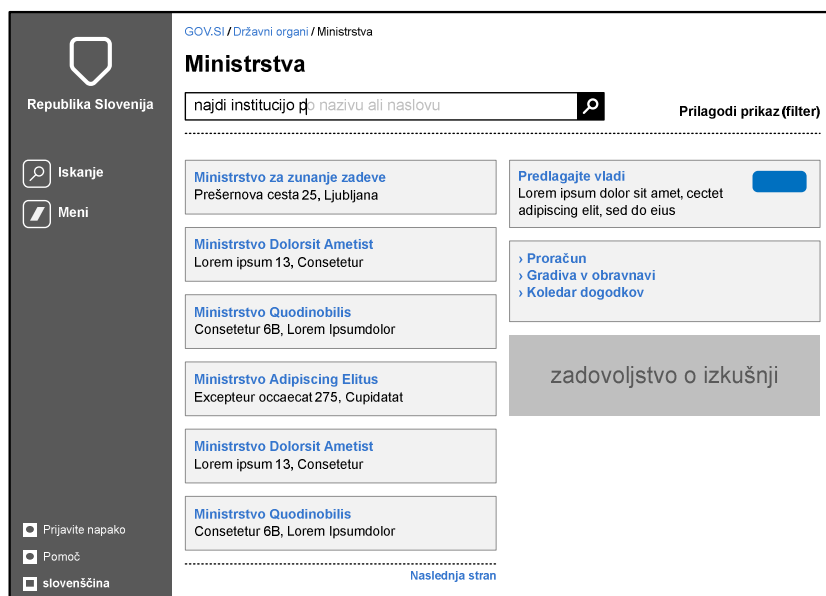 Republika Slovenija
Iskanje
Meni
Prijavite napako
Pomoč
slovenščina
GOV.SI / Državni organi / Ministrstva
Ministrstva
najdi institucijo po nazivu ali naslovu
Prilagodi prikaz (filter)
Ministrstvo za zunanje zadeve
Prešernova cesta 25, Ljubljana
Ministrstvo Dolorsit Ametist
Lorem ipsum 13, Consetetur
Ministrstvo Quodinobilis
Consetetur 6B, Lorem Ipsumdolor
Ministrstvo Adipiscing Elitus
Excepteur occaecat 275, Cupidatat
Ministrstvo Dolorsit Ametist
Lorem ipsum 13, Consetetur
Ministrstvo Quodinobilis
Consetetur 6B, Lorem Ipsumdolor
Naslednja stran
Predlagajte vladi
Lorem ipsum dolor sit amet, cectet
adipiscing elit, sed do eius
› Proračun
› Gradiva v obravnavi
› Koledar dogodkov
zadovoljstvo o izkušnji